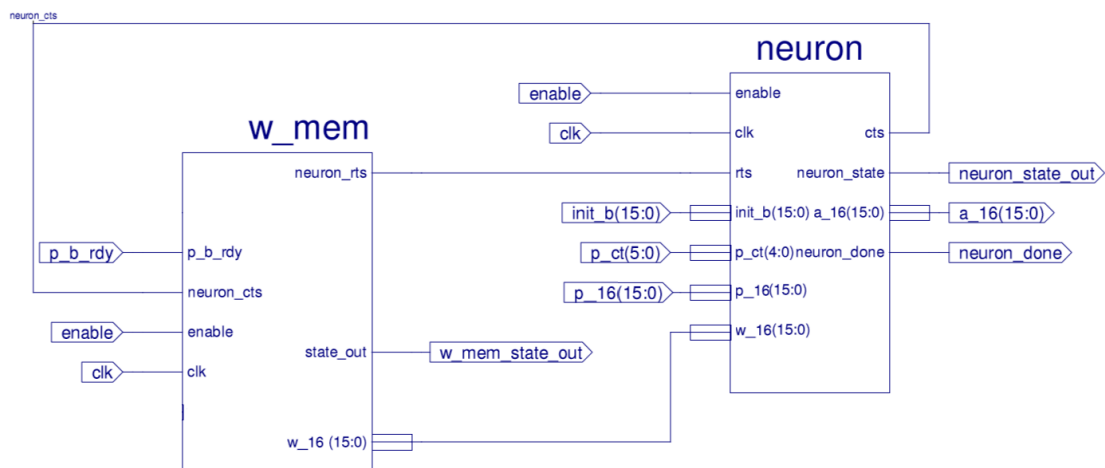 neuron_cts
neuron
enable
enable
clk
clk
cts
w_mem
neuron_rts
rts
neuron_state
neuron_state_out
init_b(15:0)
init_b(15:0)
a_16(15:0)
a_16(15:0)
p_b_rdy
p_b_rdy
p_ct(5:0)
p_ct(4:0)
neuron_done
neuron_done
neuron_cts
p_16(15:0)
p_16(15:0)
enable
enable
w_16(15:0)
state_out
w_mem_state_out
clk
clk
w_16 (15:0)